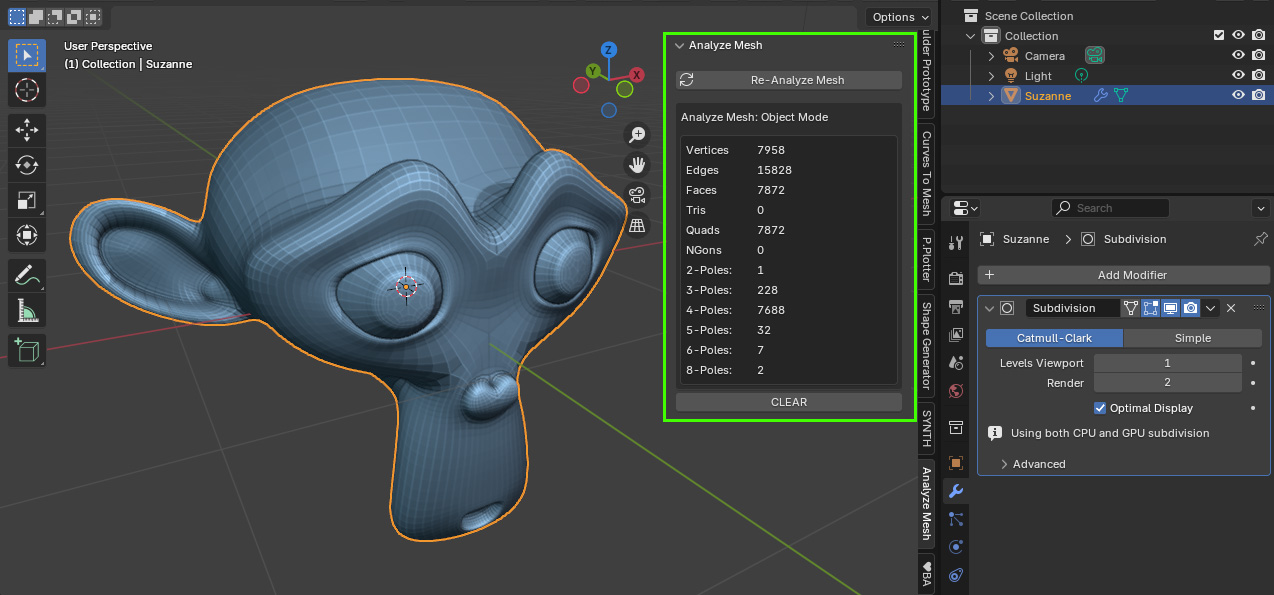 Options
User Perspective
(1) Collection | Suzanne
Z
Y
X
Analyze Mesh
Re-Analyze Mesh
Analyze Mesh: Object Mode
Vertices 7958
Edges 15828
Faces 7872
Tris 0
Quads 7872
NGons 0
2-Poles: 1
3-Poles: 228
4-Poles: 7688
5-Poles: 32
6-Poles: 7
8-Poles: 2
CLEAR
Prototype
Curves To Mesh
P.Plotter
Shape Generator
SYNTH
Analyze Mesh
BA
Scene Collection
Collection
Camera
Light
Suzanne
Search
Suzanne > Subdivision
+ Add Modifier
Subdivision
Catmull-Clark Simple
Levels Viewport 1
Render 2
Optimal Display
Using both CPU and GPU subdivision
Advanced